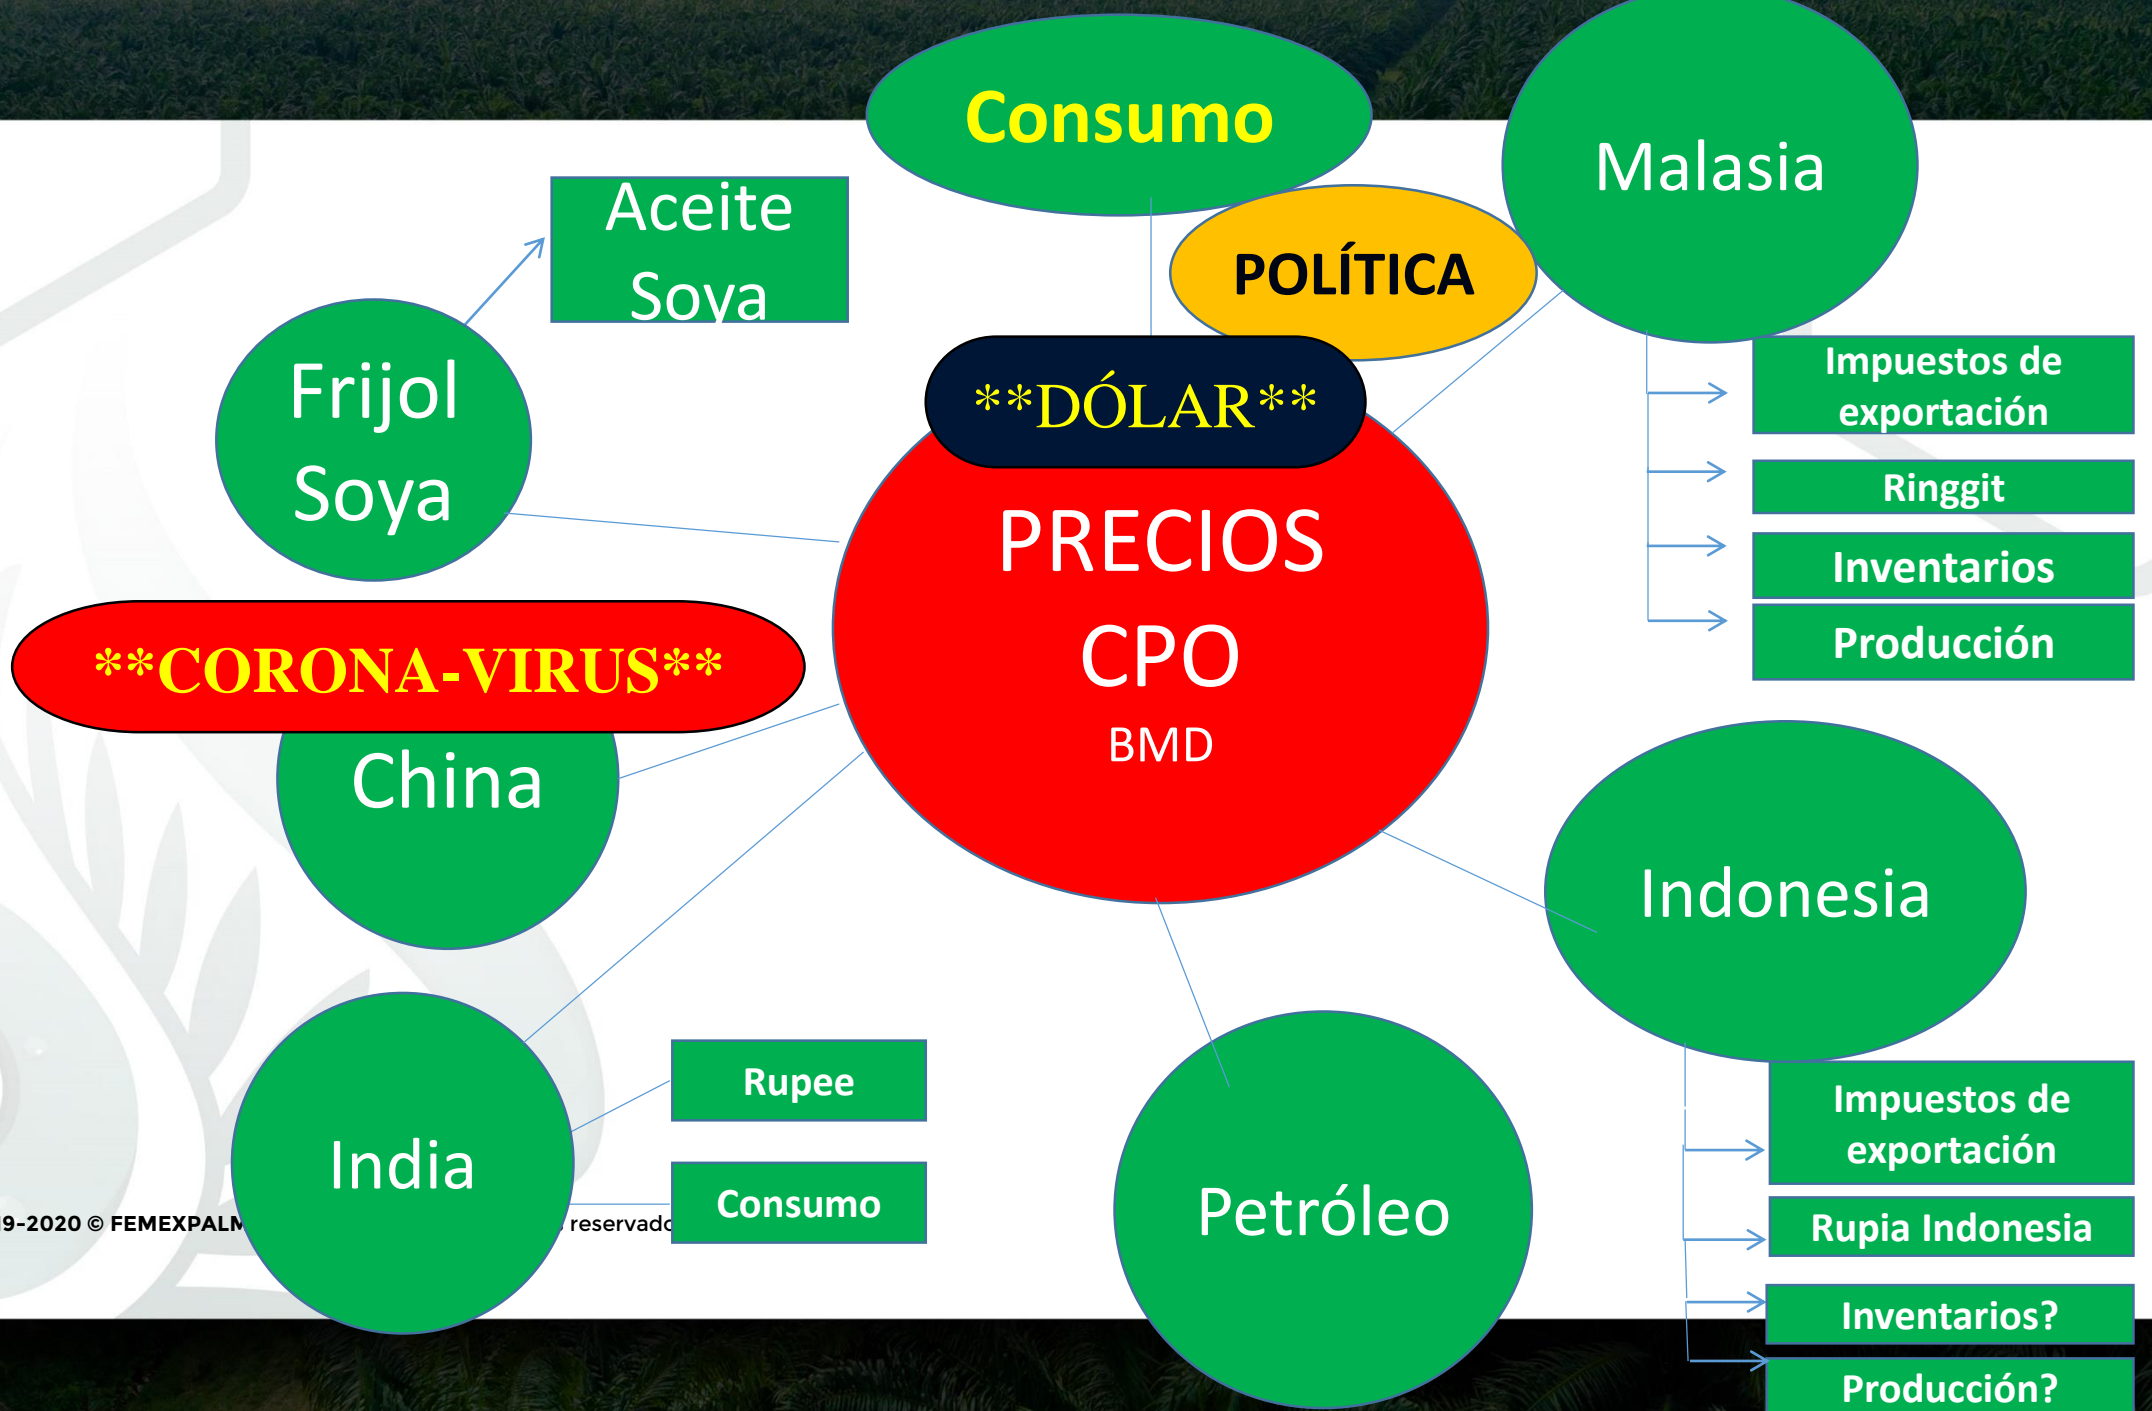 Consumo
Malasia
Aceite
Soya
POLÍTICA
Frijol
Soya
**DÓLAR**
Impuestos de
exportación
Ringgit
Inventarios
Producción
PRECIOS
CPO
BMD
**CORONA-VIRUS**
China
Indonesia
India
Rupee
Consumo
Petróleo
Impuestos de
exportación
Rupia Indonesia
Inventarios?
Producción?
9-2020 © FEMEXPALM
reservado